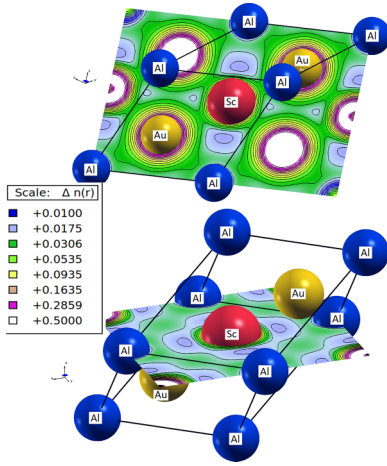 Al
Al
Al
Au
Al
Sc
Au
Al
Al
Scale: Δ n(r)
+0.0100
+0.0175
+0.0306
+0.0535
+0.0935
+0.1635
+0.2859
+0.5000
Al
Al
Au
Al
Al
Sc
Al
Al
Au
Al
Al